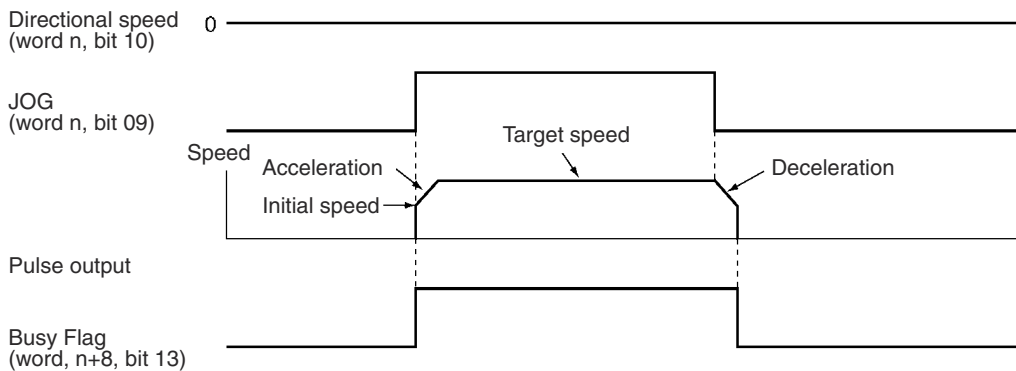 Directional speed
(word n, bit 10)
0
JOG
(word n, bit 09)
Speed
Acceleration
Target speed
Deceleration
Initial speed
Pulse output
Busy Flag
(word, n+8, bit 13)